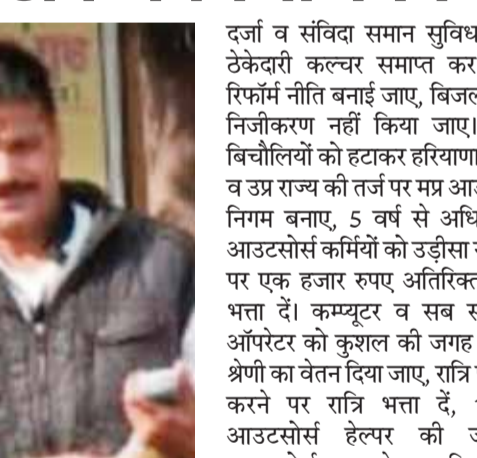 दर्जा व संविदा समान सुविध
ठेकेदारी कल्चर समाप्त कर
रिफॉर्म नीति बनाई जाए, बिजल
निजीकरण नहीं किया जाए।
बिचौलियों को हटाकर हरियाणा
व उप्र राज्य की तर्ज पर मप्र आउ
निगम बनाए, 5 वर्ष से अधि
आउटसोर्स कर्मियों को उड़ीसा
पर एक हजार रुपए अतिरिक्त
भत्ता दें। कम्प्यूटर व सब स
ऑपरेटर को कुशल की जगह
श्रेणी का वेतन दिया जाए, रात्रि
करने पर रात्रि भत्ता दें,
आउटसोर्स हेल्पर की ज